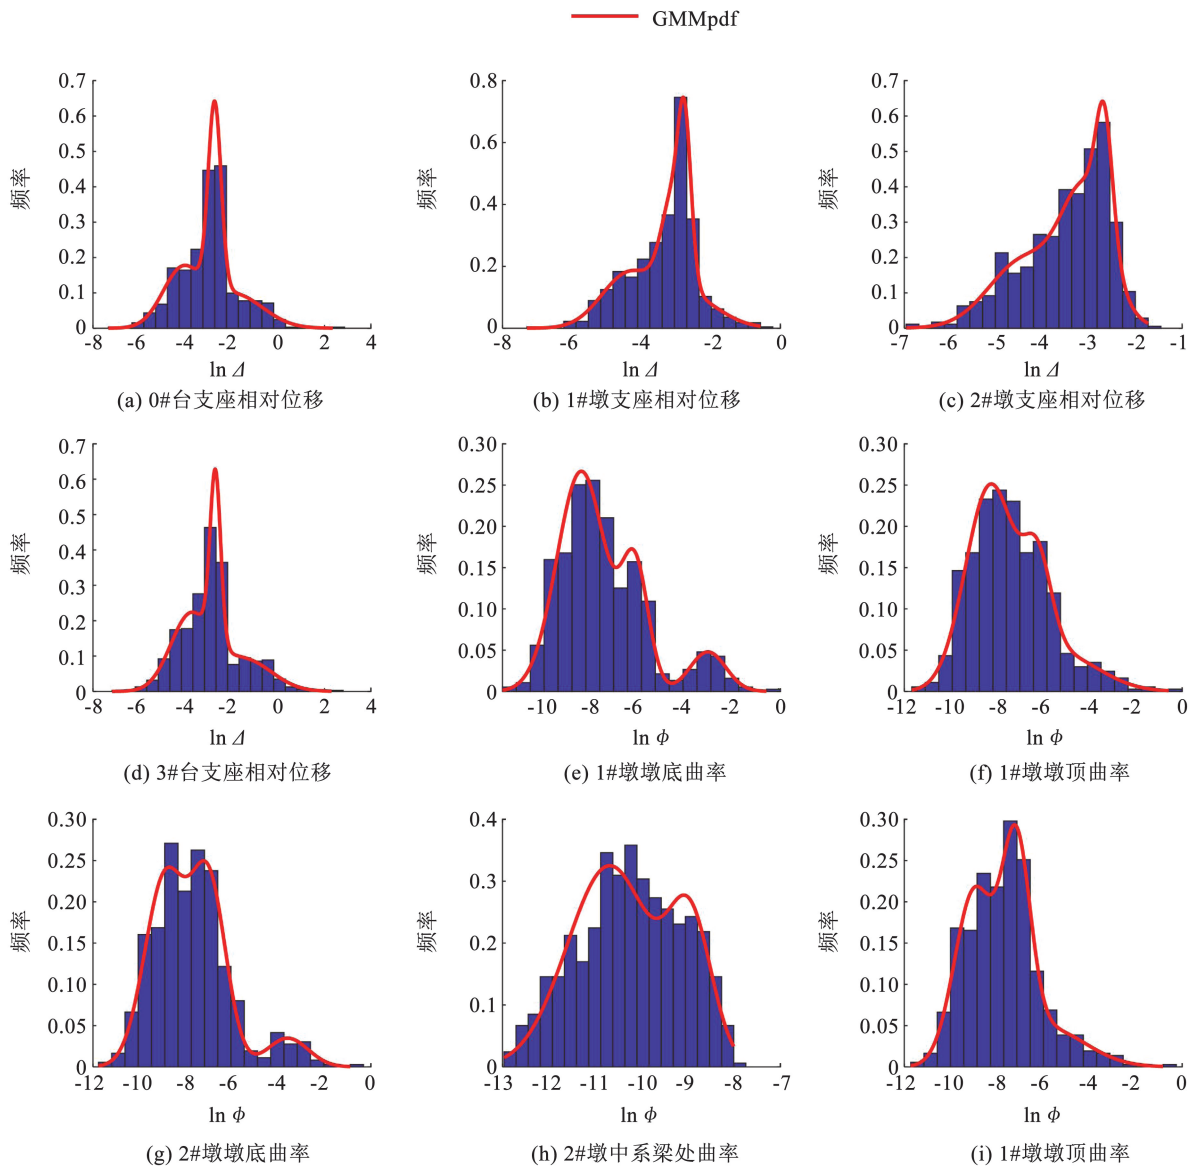 GMMpdf
0.7
0.6
0.5
0.4
0.3
0.2
0.1
0
频率
-8 -6 -4 -2 0 2 4
ln Δ
(a) 0#台支座相对位移
0.8
0.6
0.4
0.2
0
频率
-8 -6 -4 -2 0
ln Δ
(b) 1#墩支座相对位移
0.7
0.6
0.5
0.4
0.3
0.2
0.1
0
频率
-7 -6 -5 -4 -3 -2 -1
ln Δ
(c) 2#墩支座相对位移
0.7
0.6
0.5
0.4
0.3
0.2
0.1
0
频率
-8 -6 -4 -2 0 2 4
ln Δ
(d) 3#台支座相对位移
0.30
0.25
0.20
0.15
0.10
0.05
0
频率
-10 -8 -6 -4 -2 0
ln φ
(e) 1#墩墩底曲率
0.30
0.25
0.20
0.15
0.10
0.05
0
频率
-12 -10 -8 -6 -4 -2 0
ln φ
(f) 1#墩墩顶曲率
0.30
0.25
0.20
0.15
0.10
0.05
0
频率
-12 -10 -8 -6 -4 -2 0
ln φ
(g) 2#墩墩底曲率
0.4
0.3
0.2
0.1
0
频率
-13 -12 -11 -10 -9 -8 -7
ln φ
(h) 2#墩中系梁处曲率
0.30
0.25
0.20
0.15
0.10
0.05
0
频率
-12 -10 -8 -6 -4 -2 0
ln φ
(i) 1#墩墩顶曲率